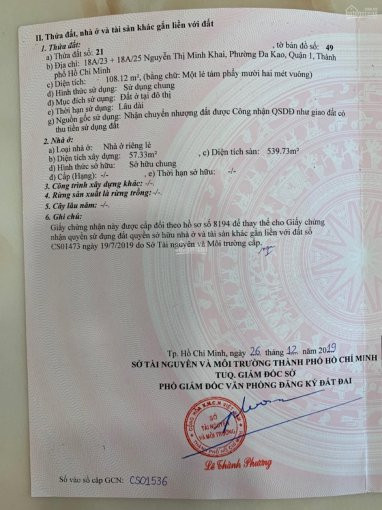 II. Thửa đất, nhà ở và tài sản khác gắn liền với đất
1. Thửa đất:
a) Thửa đất số: 21 , tờ bản đồ số: 49
b) Địa chỉ: 18A/23 + 18A/25 Nguyễn Thị Minh Khai, Phường Đa Kao, Quận 1, Thành
phố Hồ Chí Minh
c) Diện tích: 108.12 m², (bằng chữ: Một lẻ tám phẩy mười hai mét vuông)
d) Hình thức sử dụng: Sử dụng chung
đ) Mục đích sử dụng: Đất ở tại đô thị
e) Thời hạn sử dụng: Lâu dài
g) Nguồn gốc sử dụng: Nhận chuyển nhượng đất được Công nhận QSDĐ như giao đất có
thu tiền sử dụng đất
2. Nhà ở:
a) Loại nhà ở: Nhà ở riêng lẻ
b) Diện tích xây dựng: 57.33m² , c) Diện tích sàn: 539.73m²
d) Hình thức sở hữu: Sở hữu chung
đ) Cấp (Hạng): -/- , e) Thời hạn sở hữu: -/-
3. Công trình xây dựng khác: -/-
4. Rừng sản xuất là rừng trồng: -/-
5. Cây lâu năm: -/-
6. Ghi chú:
Giấy chứng nhận này được cấp đổi theo hồ sơ số 8194 để thay thế cho Giấy chứng
nhận quyền sử dụng đất quyền sở hữu nhà ở và tài sản khác gắn liền với đất số
CS01473 ngày 19/7/2019 do Sở Tài nguyên và Môi trường cấp.
Tp. Hồ Chí Minh, ngày 26 tháng 12 năm 2019
SỞ TÀI NGUYÊN VÀ MÔI TRƯỜNG THÀNH PHỐ HỒ CHÍ MINH
TUQ. GIÁM ĐỐC SỞ
PHÓ GIÁM ĐỐC VĂN PHÒNG ĐĂNG KÝ ĐẤT ĐAI
SỞ
TÀI NGUYÊN
VÀ MÔI TRƯỜNG
Lê Thành Phương
Số vào sổ cấp GCN: CS01536